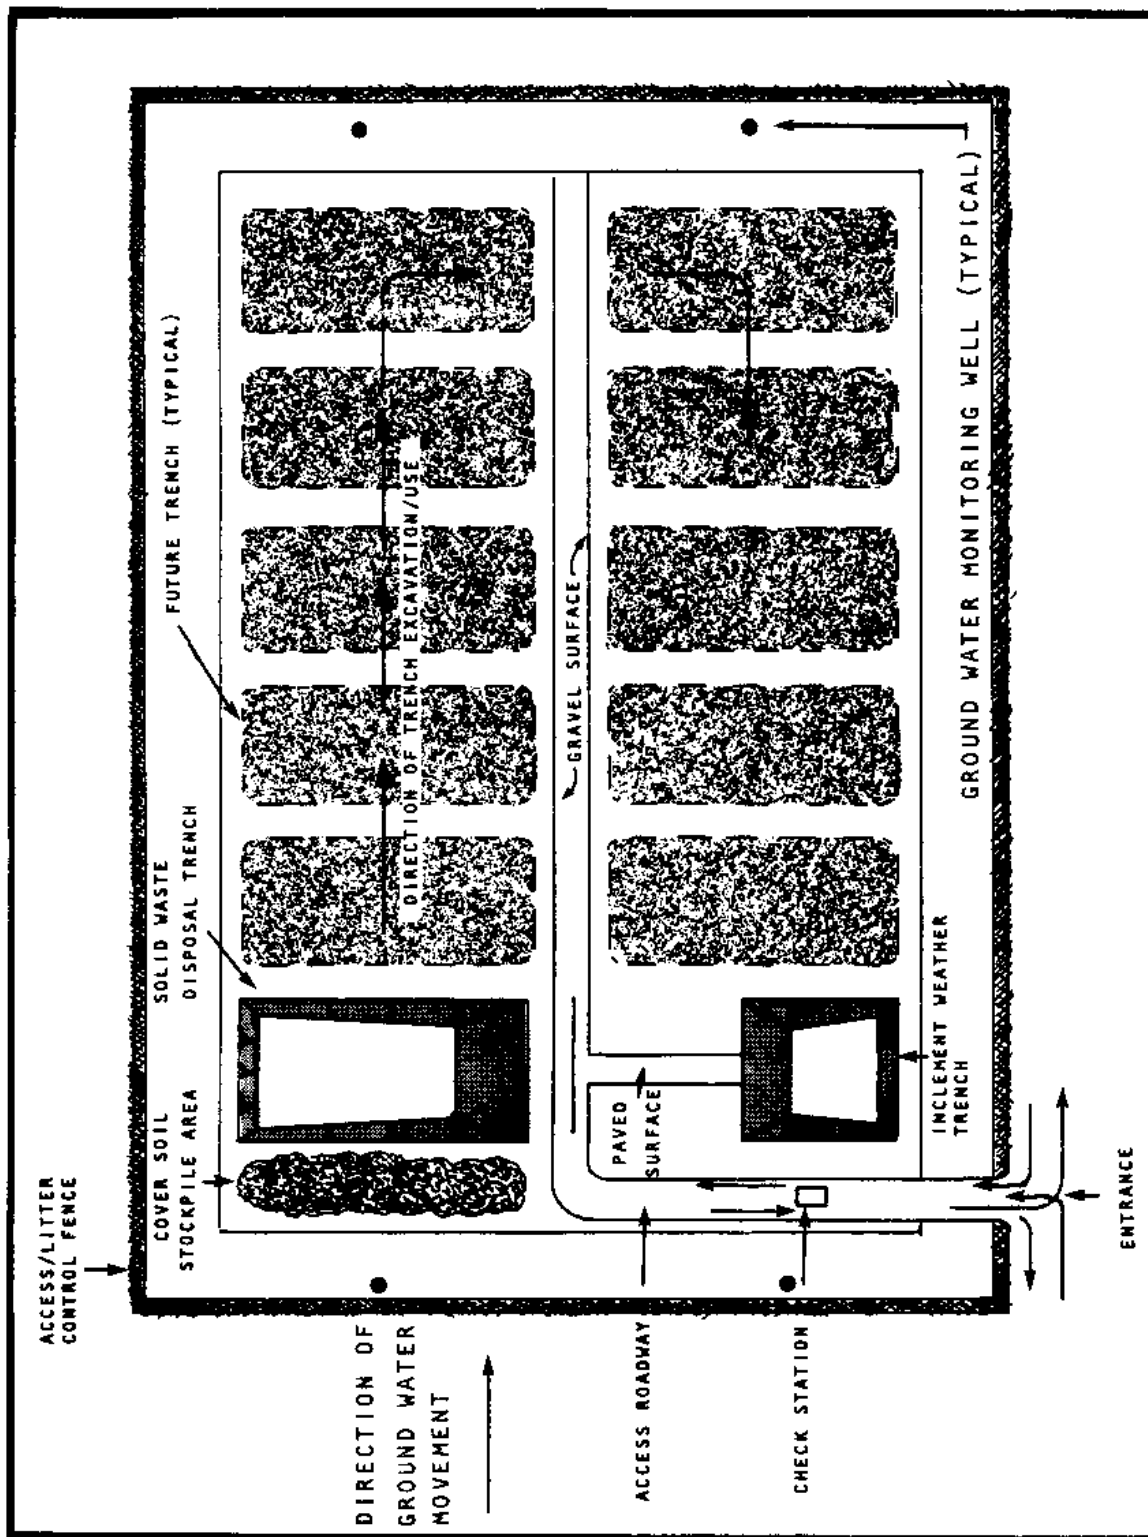 ACCESS/LITTER
CONTROL FENCE
COVER SOIL
STOCKPILE AREA
SOLID WASTE
DISPOSAL TRENCH
FUTURE TRENCH (TYPICAL)
DIRECTION OF
GROUND WATER
MOVEMENT
DIRECTION OF TRENCH EXCAVATION/USE
GRAVEL SURFACE
ACCESS ROADWAY
PAVED
SURFACE
CHECK STATION
INCLEMENT WEATHER
TRENCH
GROUND WATER MONITORING WELL (TYPICAL)
ENTRANCE